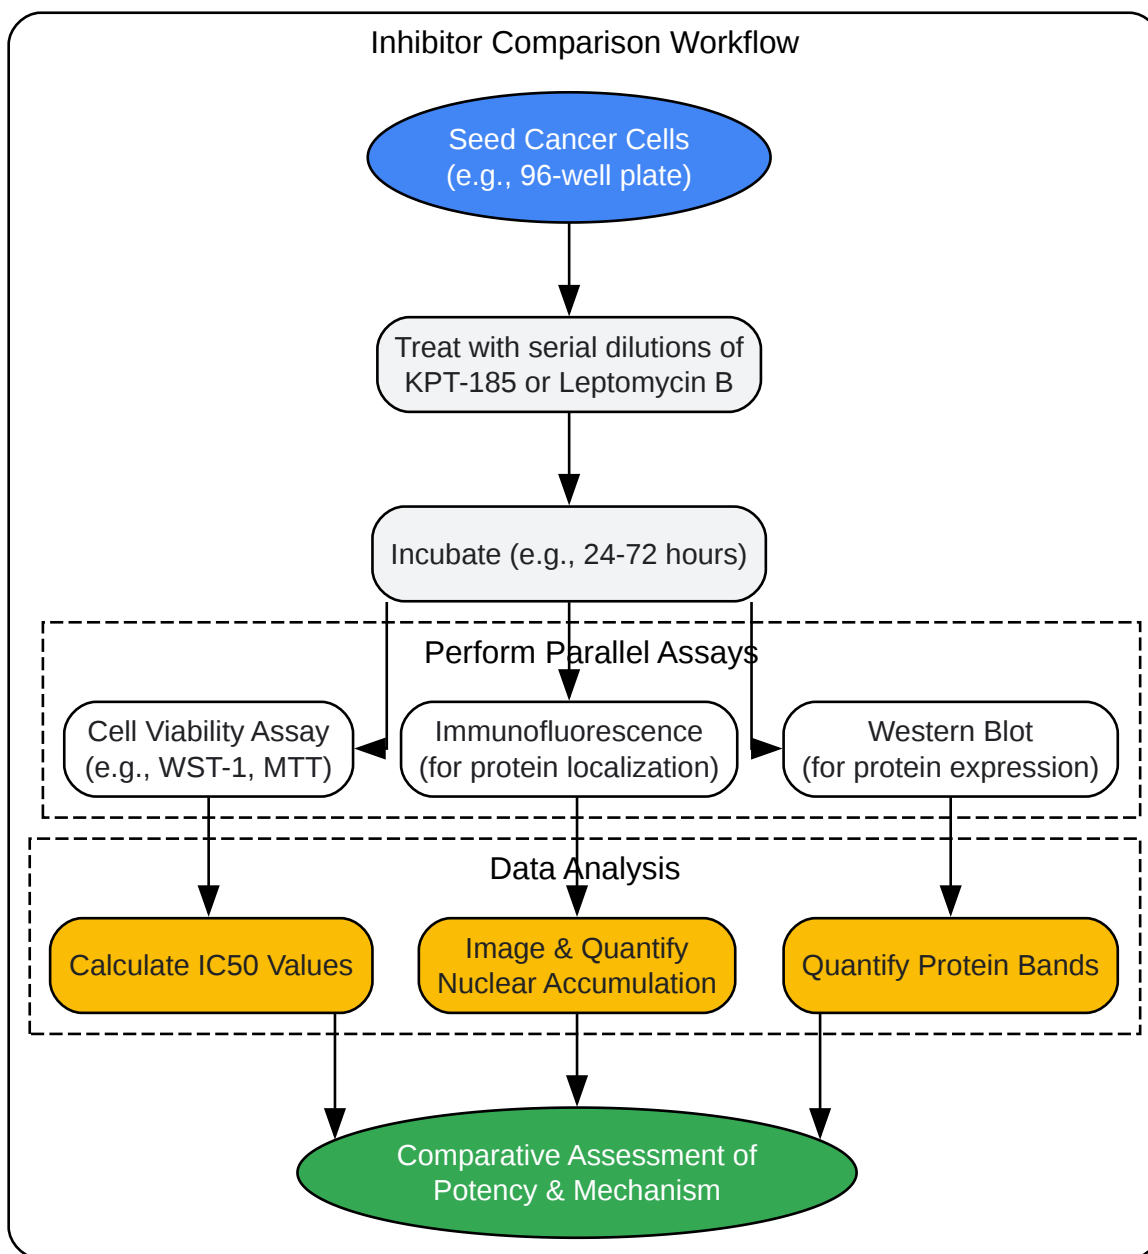 Inhibitor Comparison Workflow
Seed Cancer Cells
(e.g., 96-well plate)
Treat with serial dilutions of
KPT-185 or Leptomycin B
Incubate (e.g., 24-72 hours)
Perform Parallel Assays
Cell Viability Assay
(e.g., WST-1, MTT)
Immunofluorescence
(for protein localization)
Western Blot
(for protein expression)
Data Analysis
Calculate IC50 Values
Image & Quantify
Nuclear Accumulation
Quantify Protein Bands
Comparative Assessment of
Potency & Mechanism